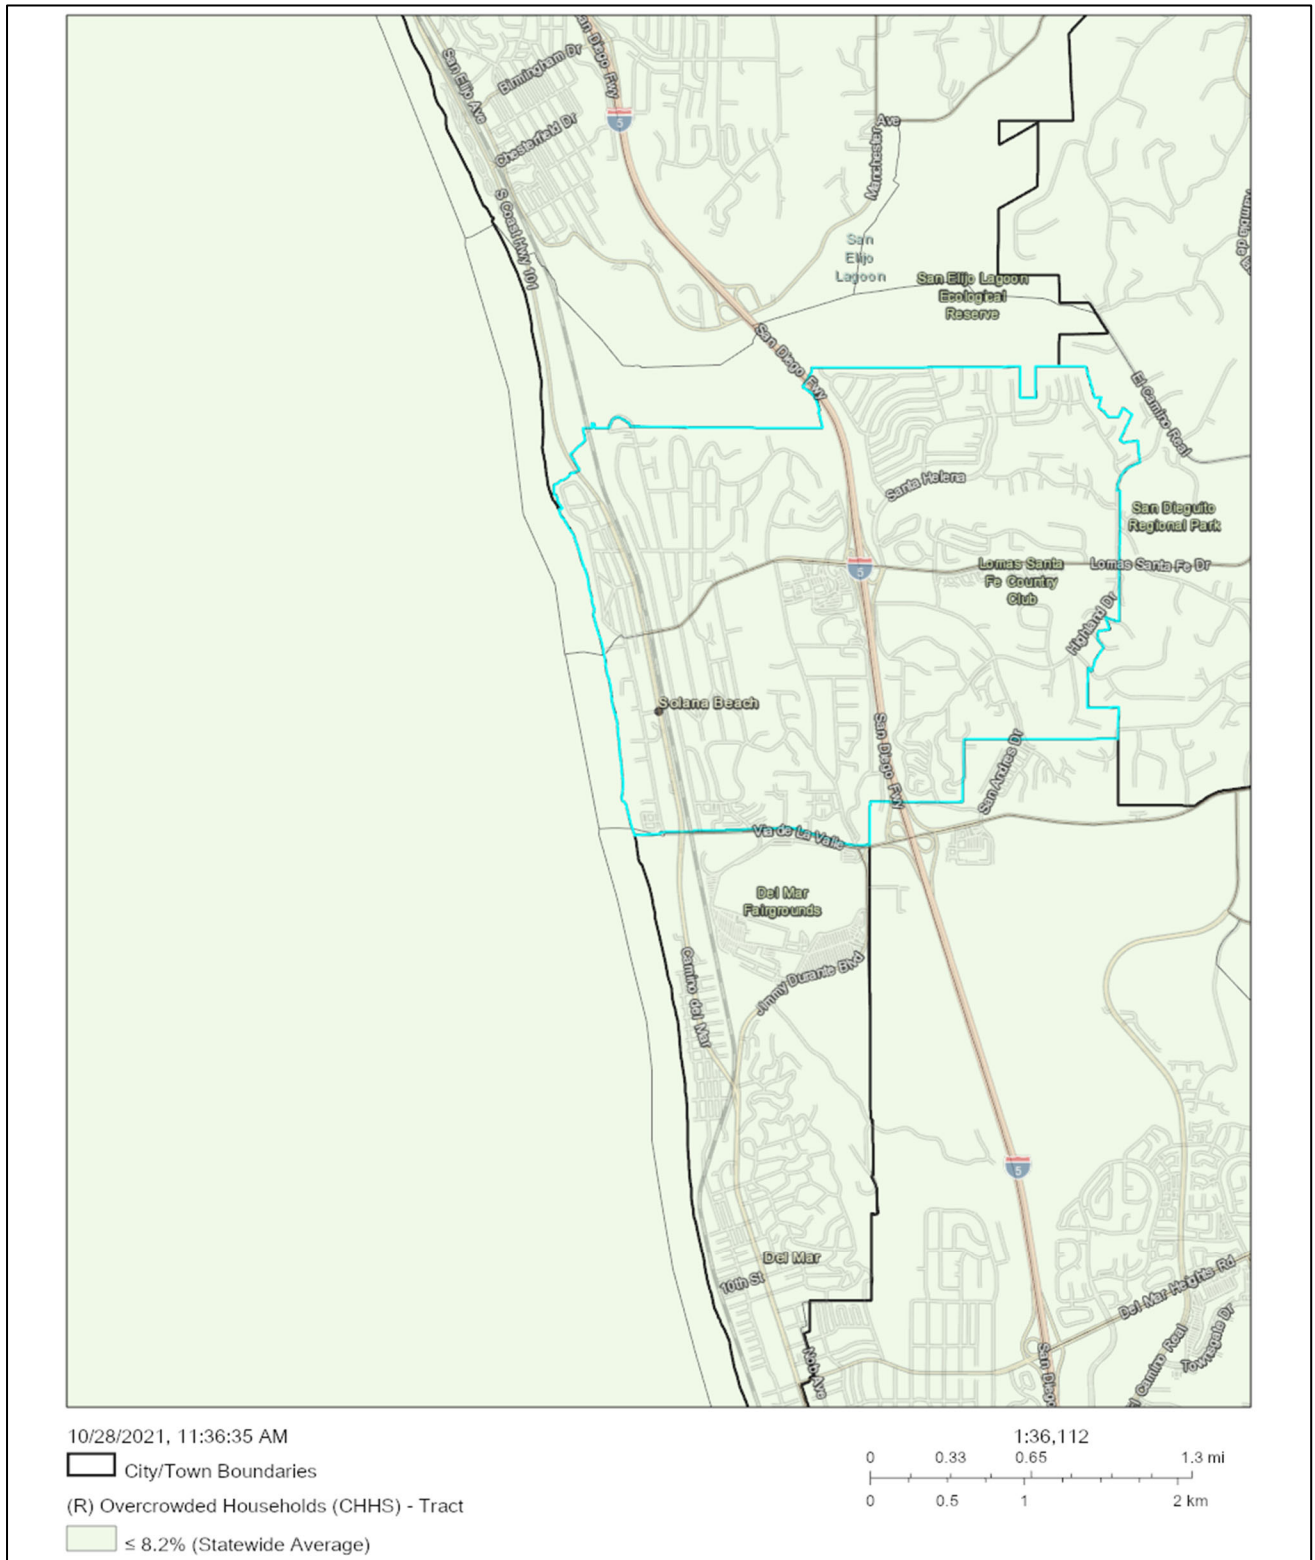 San Diego Fwy
San Elijo Ave
Birmingham Dr
Chesterfield Dr
5
Manchester Ave
S Coast Hwy 101
San
Elijo
Lagoon
San Elijo Lagoon
Ecological
Reserve
San Diego Fwy
El Camino Real
Santa Helena
San Dieguito
Regional Park
5
Lomas Santa
Fe Country
Club
Lomas Santa Fe Dr
Highland Dr
Solana Beach
San Diego Fwy
San Andres Dr
Via de La Valle
Del Mar
Fairgrounds
Camino del Mar
Jimmy Durante Blvd
5
Del Mar
10th St
Del Mar Heights Rd
Nob Ave
San Diego
El Camino Real
Townsgate Dr
10/28/2021, 11:36:35 AM
City/Town Boundaries
(R) Overcrowded Households (CHHS) - Tract
≤ 8.2% (Statewide Average)
1:36,112
0 0.33 0.65 1.3 mi
0 0.5 1 2 km